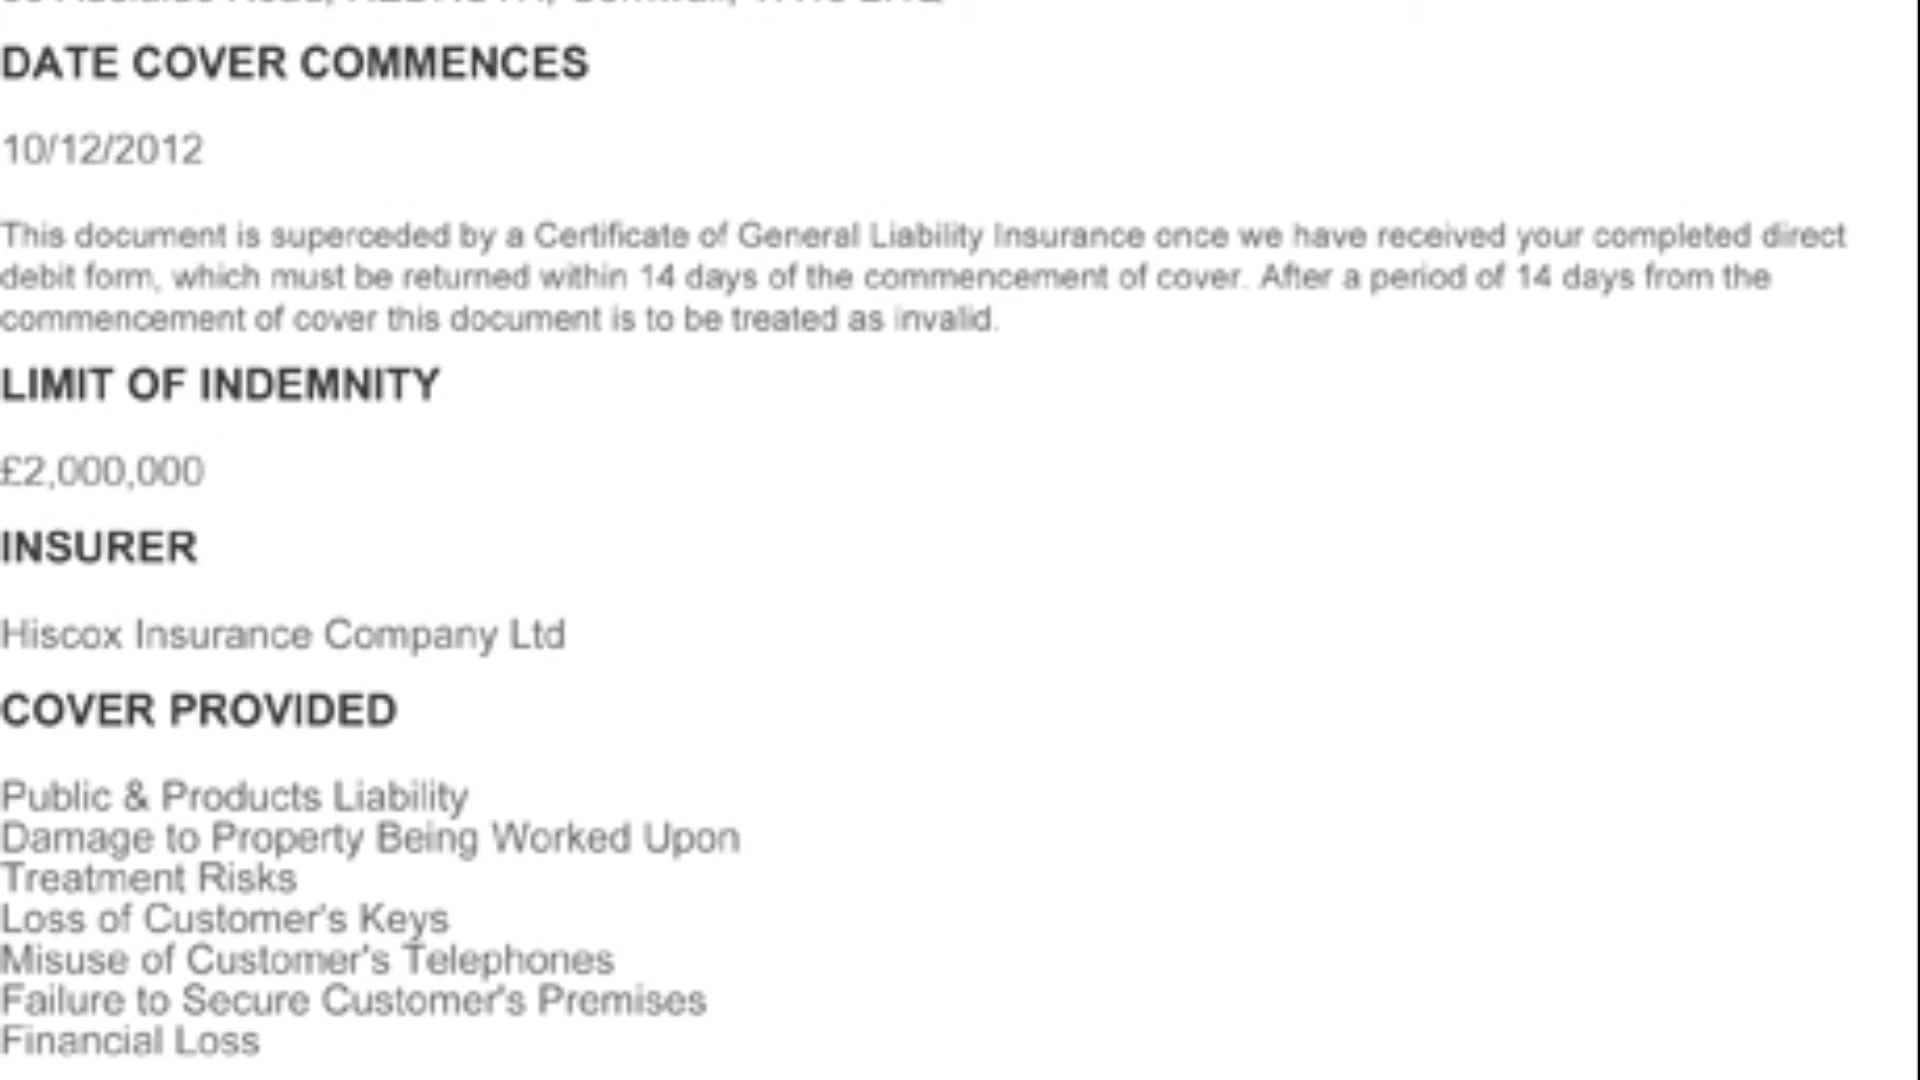 DATE COVER COMMENCES
10/12/2012
This document is superceded by a Certificate of General Liability Insurance once we have received your completed direct
debit form, which must be returned within 14 days of the commencement of cover. After a period of 14 days from the
commencement of cover this document is to be treated as invalid.
LIMIT OF INDEMNITY
£2,000,000
INSURER
Hiscox Insurance Company Ltd
COVER PROVIDED
Public & Products Liability
Damage to Property Being Worked Upon
Treatment Risks
Loss of Customer's Keys
Misuse of Customer's Telephones
Failure to Secure Customer's Premises
Financial Loss